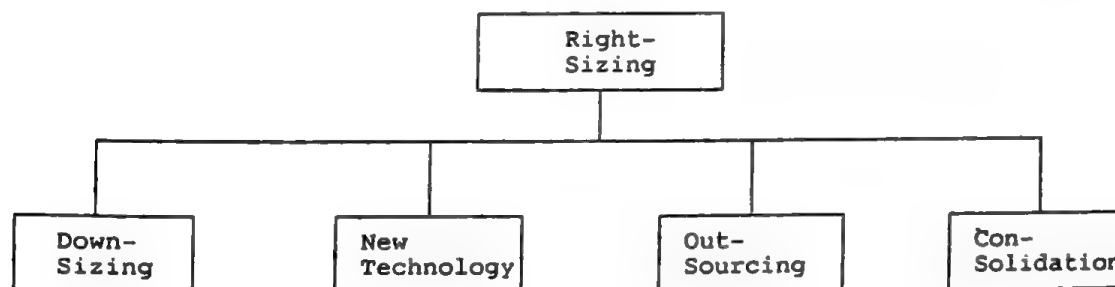 Right-
Sizing
Down-
Sizing
New
Technology
Out-
Sourcing
Con-
Solidation